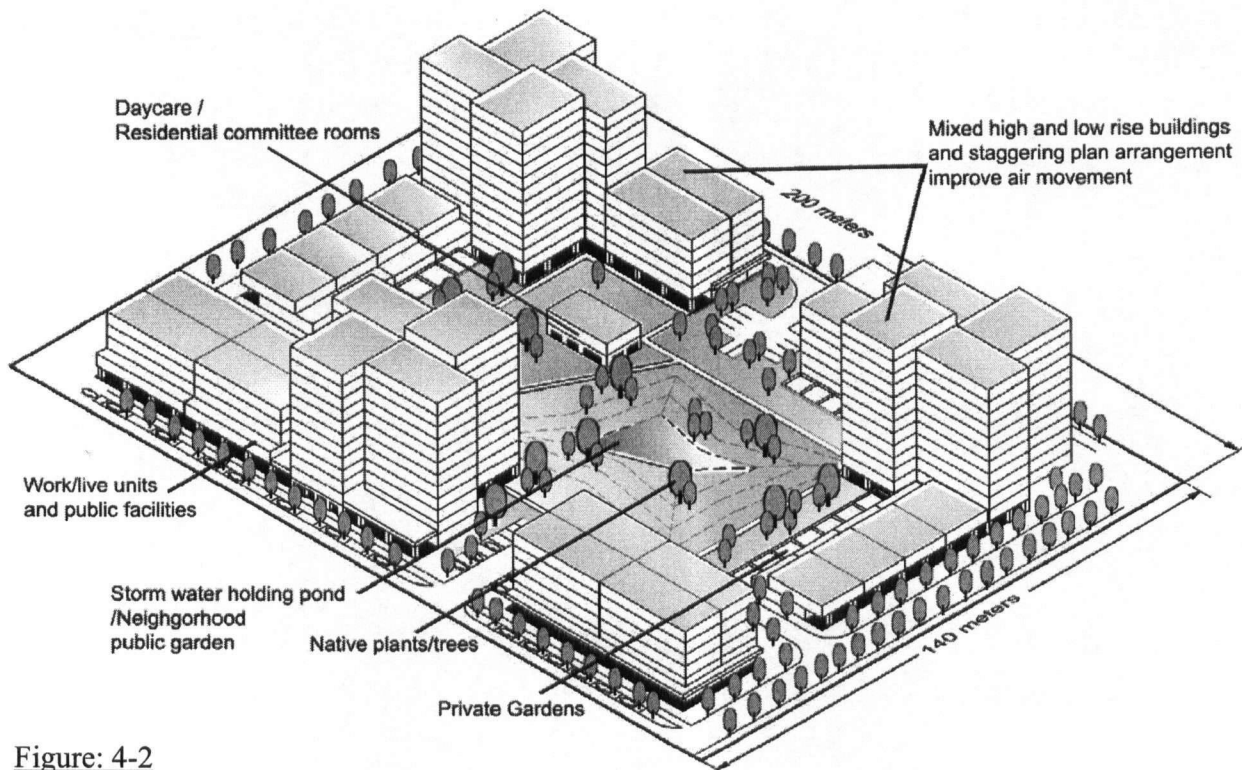 Daycare /
Residential committee rooms
Mixed high and low rise buildings
and staggering plan arrangement
improve air movement
200 meters
Work/live units
and public facilities
Storm water holding pond
/Neighgorhood
public garden
Native plants/trees
Private Gardens
140 meters
Figure: 4-2